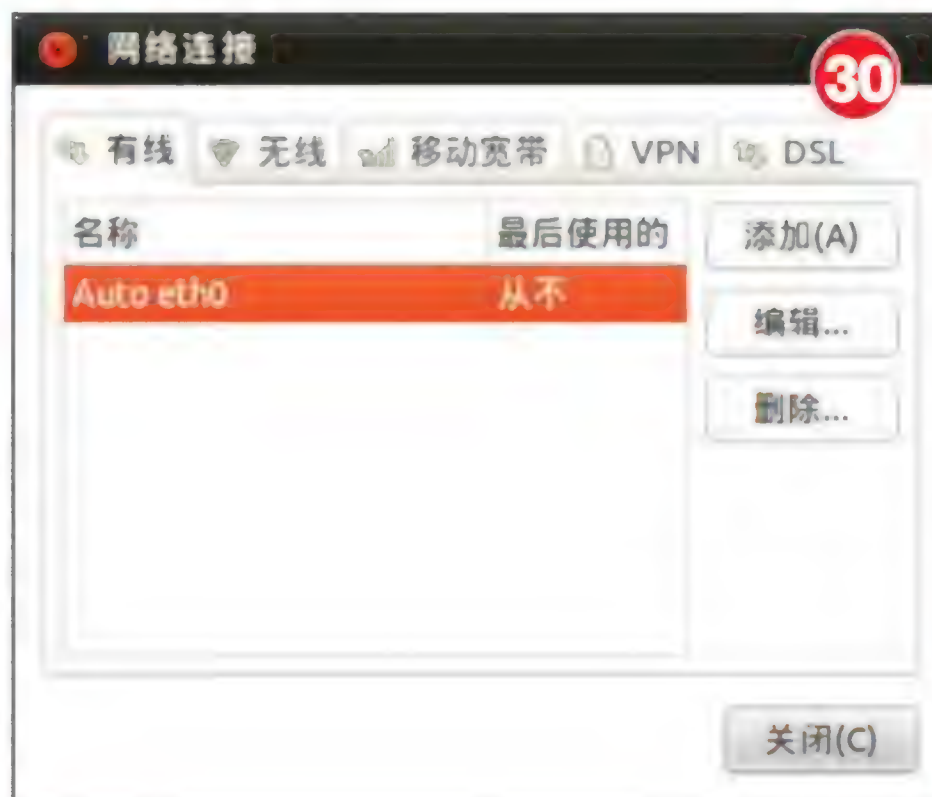 网络连接
30
有线 无线 移动宽带 VPN DSL
名称 最后使用的 添加(A)
Auto eth0 从不
编辑...
删除...
关闭(C)